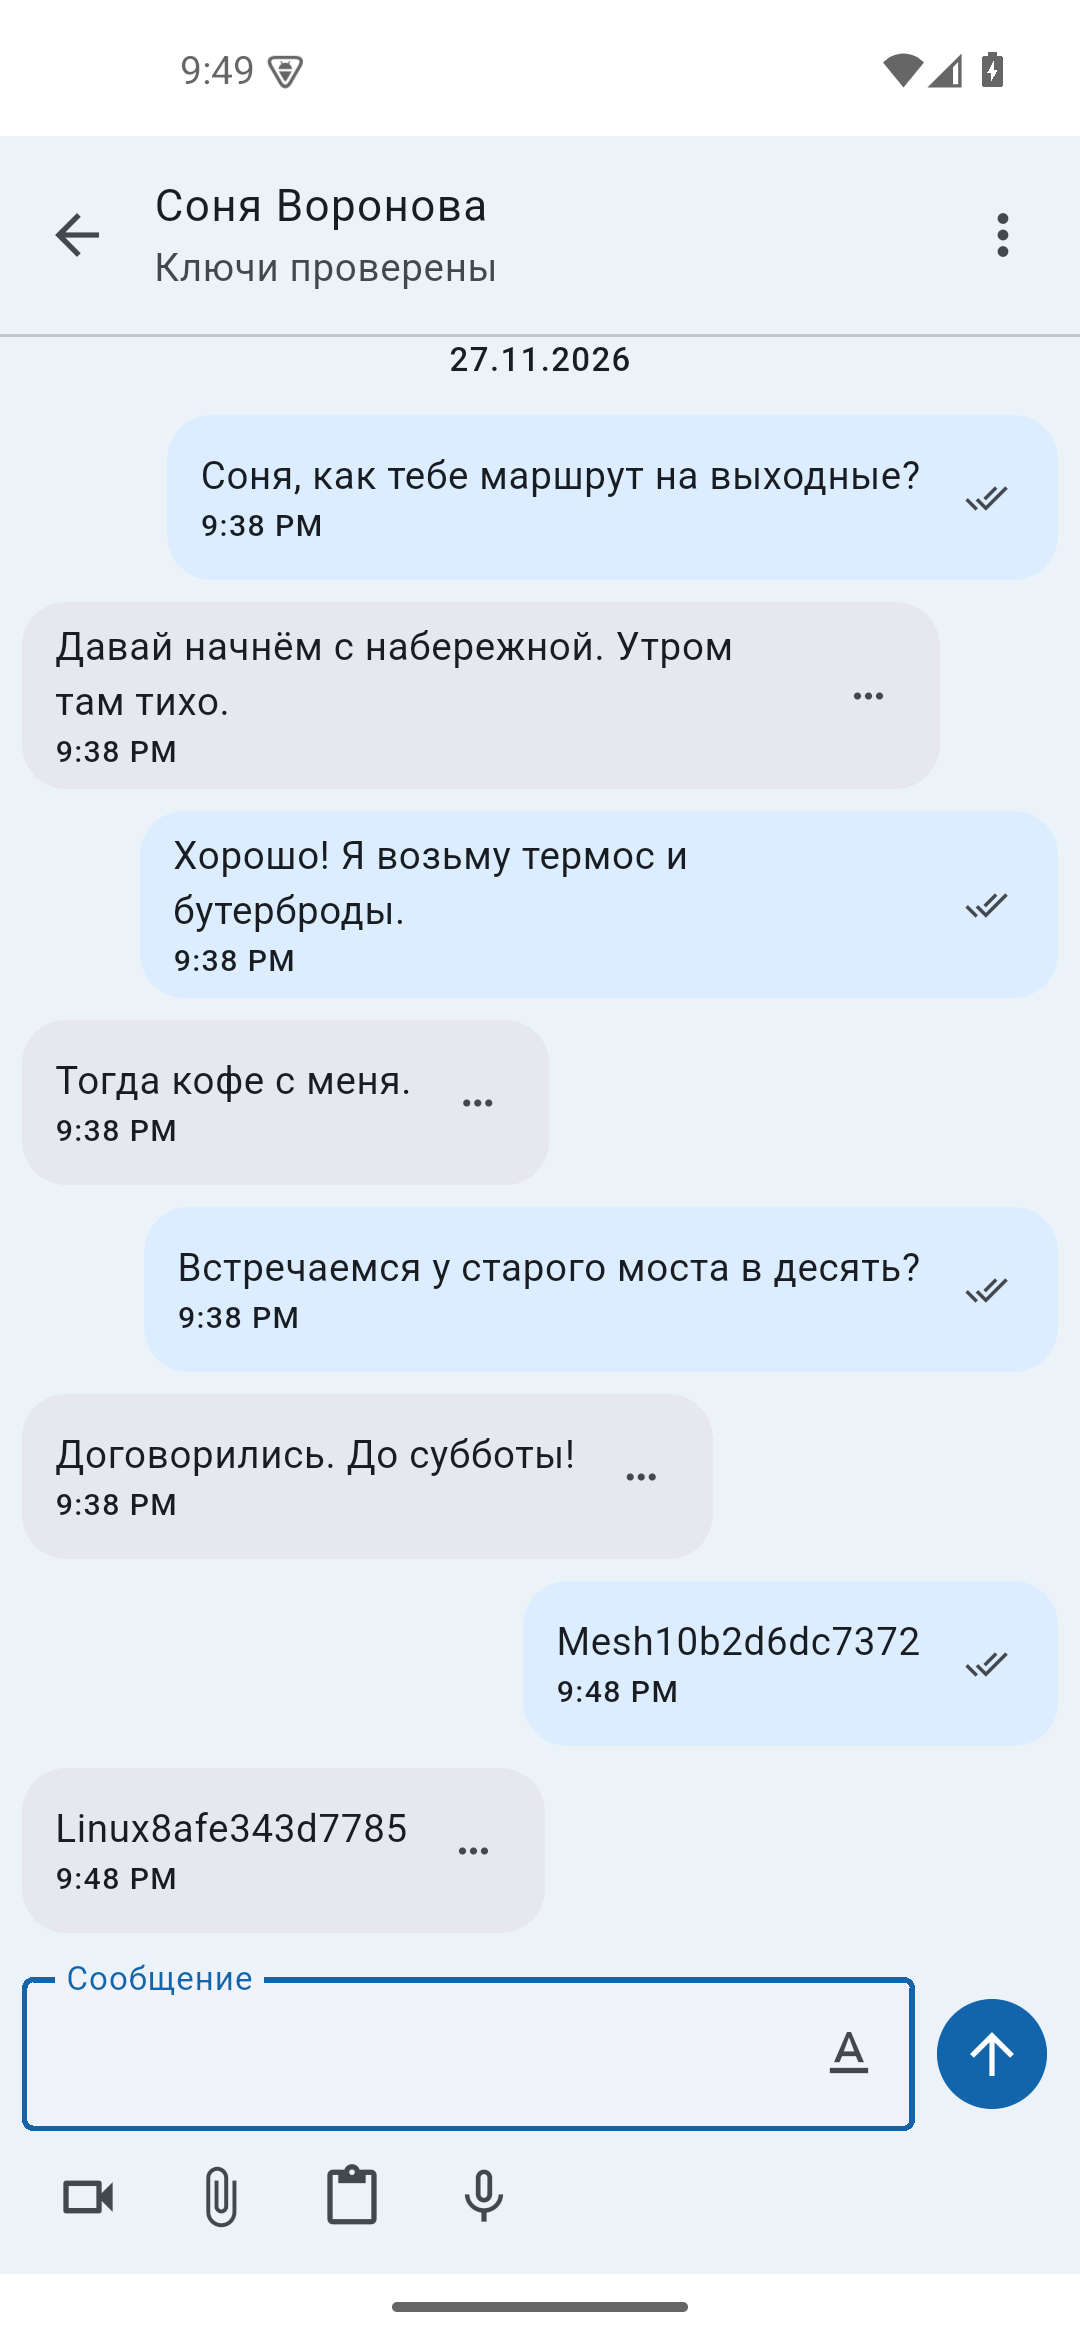 9:49
Соня Воронова
Ключи проверены
27.11.2026
Соня, как тебе маршрут на выходные?
9:38 PM
Давай начнём с набережной. Утром
там тихо.
9:38 PM
Хорошо! Я возьму термос и
бутерброды.
9:38 PM
Тогда кофе с меня.
9:38 PM
Встречаемся у старого моста в десять?
9:38 PM
Договорились. До субботы!
9:38 PM
Mesh10b2d6dc7372
9:48 PM
Linux8afe343d7785
9:48 PM
Сообщение